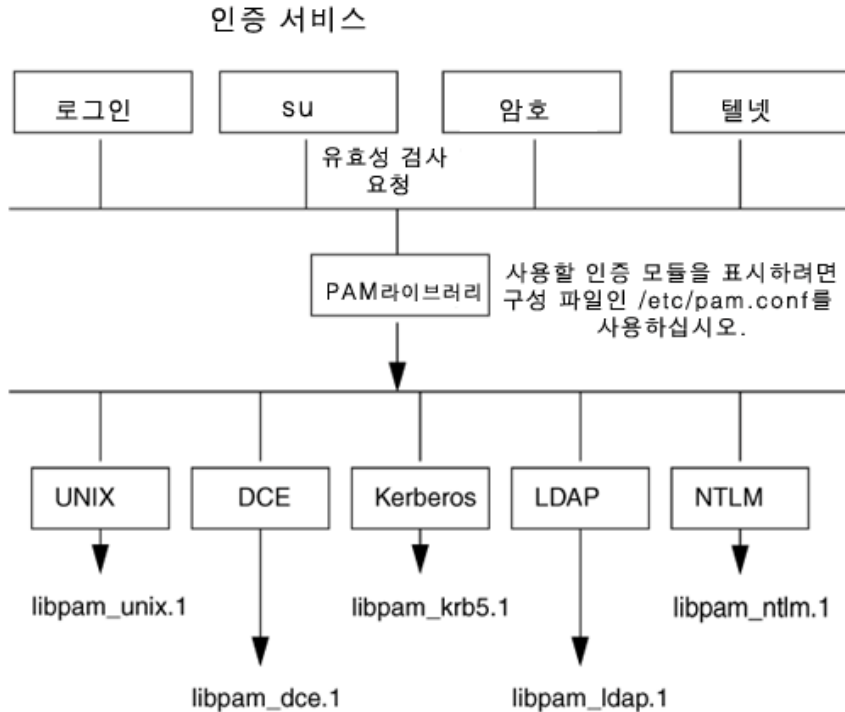 인증 서비스
로그인
su
암호
텔넷
유효성 검사
요청
PAM라이브러리
사용할 인증 모듈을 표시하려면
구성 파일인 /etc/pam.conf를
사용하십시오.
UNIX
DCE
Kerberos
LDAP
NTLM
libpam_unix.1
libpam_krb5.1
libpam_ntlm.1
libpam_dce.1
libpam_ldap.1